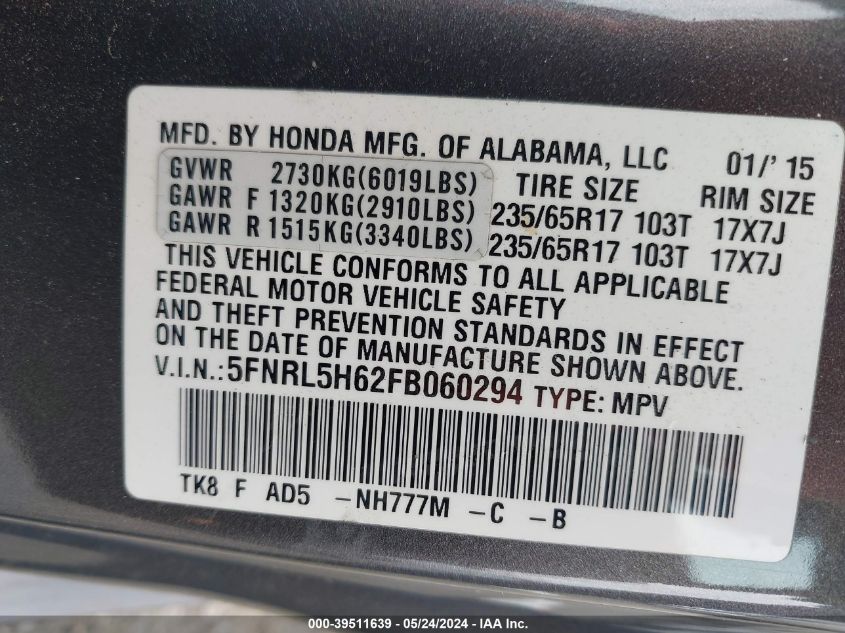 MFD. BY HONDA MFG. OF ALABAMA, LLC 01/'15
GVWR 2730KG(6019LBS) TIRE SIZE RIM SIZE
GAWR F 1320KG(2910LBS) 235/65R17 103T 17X7J
GAWR R 1515KG(3340LBS) 235/65R17 103T 17X7J
THIS VEHICLE CONFORMS TO ALL APPLICABLE
FEDERAL MOTOR VEHICLE SAFETY
AND THEFT PREVENTION STANDARDS IN EFFECT
ON THE DATE OF MANUFACTURE SHOWN ABOVE.
V.I.N.:5FNRL5H62FB060294 TYPE: MPV
TK8 F AD5 -NH777M -C -B
000-39511639 - 05/24/2024 - © IAA Inc.